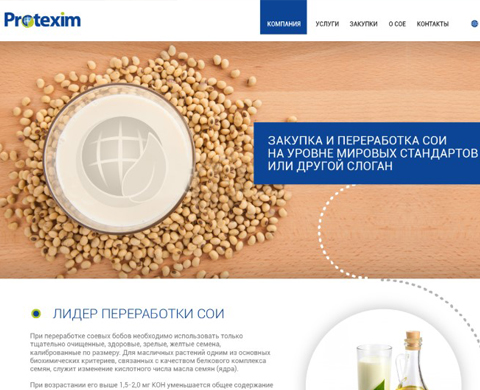 Protexim
КОМПАНИЯ УСЛУГИ ЗАКУПКИ О СОЕ КОНТАКТЫ
ЗАКУПКА И ПЕРЕРАБОТКА СОИ
НА УРОВНЕ МИРОВЫХ СТАНДАРТОВ
ИЛИ ДРУГОЙ СЛОГАН
ЛИДЕР ПЕРЕРАБОТКИ СОИ
При переработке соевых бобов необходимо использовать только
тщательно очищенные, здоровые, зрелые, желтые семена,
калиброванные по размеру. Для масличных растений одним из основных
биохимических критериев, связанных с качеством белкового комплекса
семян, служит изменение кислотного числа масла семян (ядра).
При возрастании его выше 1,5-2,0 мг КОН уменьшается общее содержание